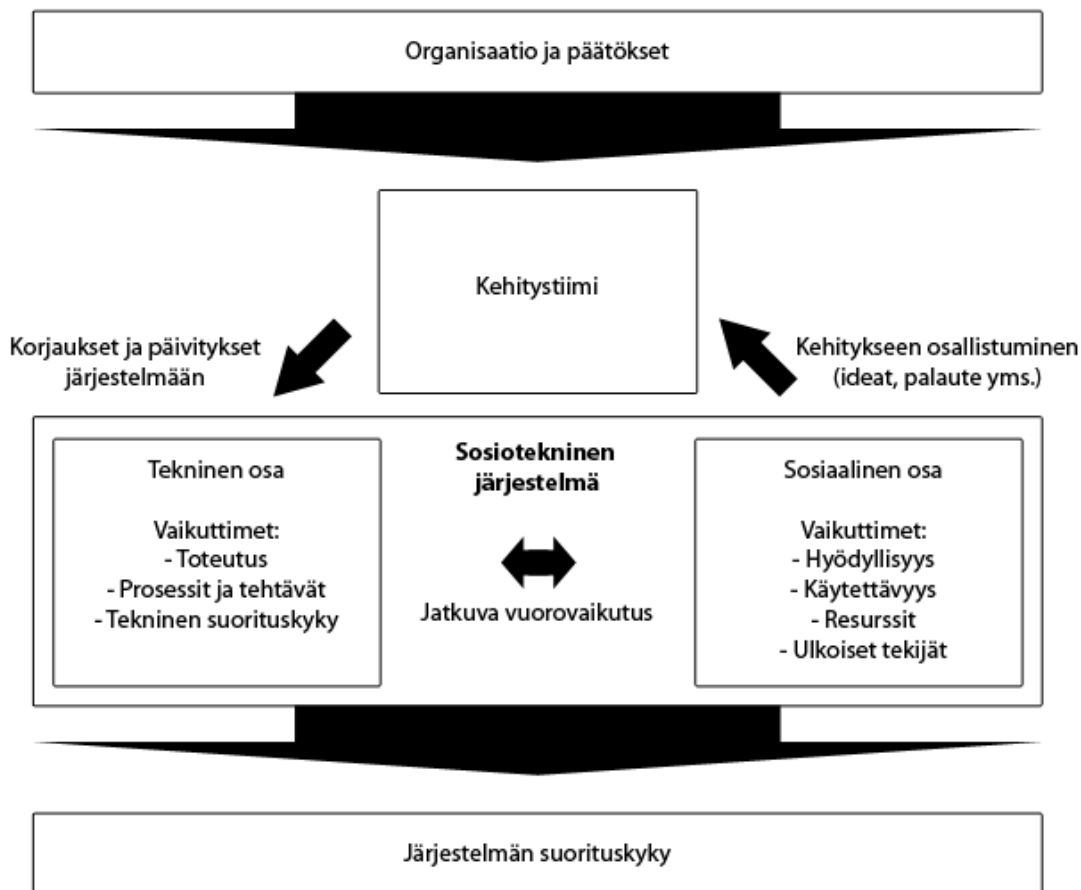 Organisaatio ja päätökset
Kehitystiimi
Korjaukset ja päivitykset
järjestelmään
Kehitykseen osallistuminen
(ideat, palaute yms.)
Tekninen osa
Vaikuttimet:
- Toteutus
- Prosessit ja tehtävät
- Tekninen suorituskyky
Sosiotekninen
järjestelmä
Jatkuva vuorovaikutus
Sosiaalinen osa
Vaikuttimet:
- Hyödyllisyys
- Käytettävyys
- Resurssit
- Ulkoiset tekijät
Järjestelmän suorituskyky